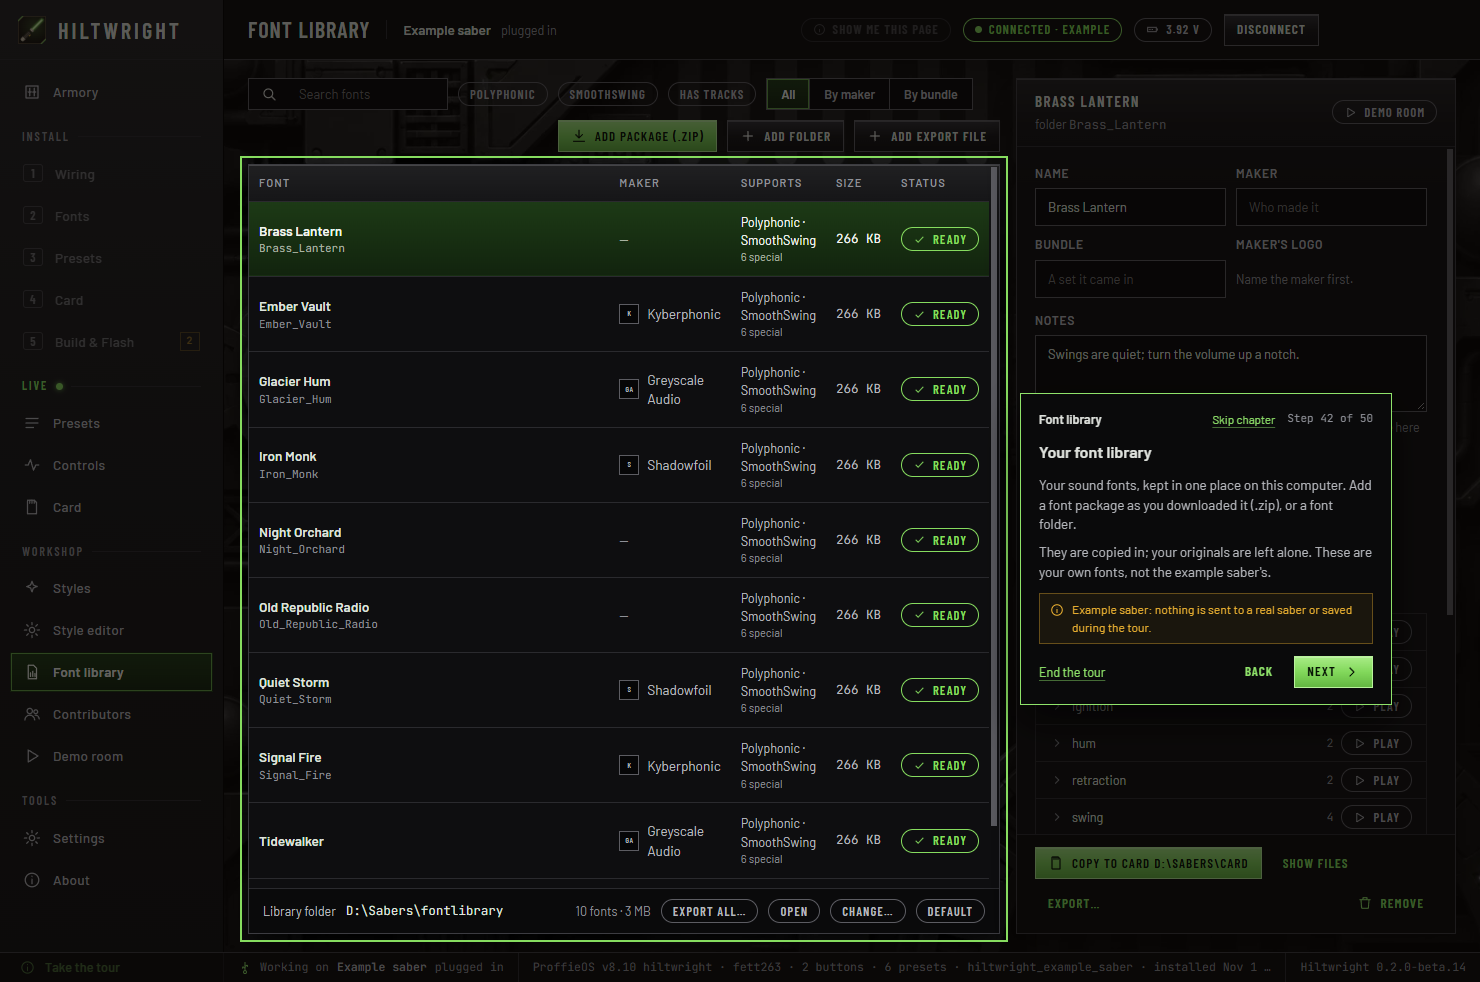 HILTWRIGHT
Armory
INSTALL
1 Wiring
2 Fonts
3 Presets
4 Card
5 Build & Flash 2
LIVE
Presets
Controls
Card
WORKSHOP
Styles
Style editor
Font library
Contributors
Demo room
TOOLS
Settings
About
Take the tour
FONT LIBRARY Example saber plugged in
SHOW ME THIS PAGE CONNECTED · EXAMPLE 3.92 V DISCONNECT
Search fonts POLYPHONIC SMOOTHSWING HAS TRACKS All By maker By bundle
ADD PACKAGE (.ZIP) ADD FOLDER ADD EXPORT FILE
FONT MAKER SUPPORTS SIZE STATUS
Brass Lantern
Brass_Lantern
—
Polyphonic ·
SmoothSwing
6 special
266 KB READY
Ember Vault
Ember_Vault
K Kyberphonic
Polyphonic ·
SmoothSwing
6 special
266 KB READY
Glacier Hum
Glacier_Hum
GA Greyscale
Audio
Polyphonic ·
SmoothSwing
6 special
266 KB READY
Iron Monk
Iron_Monk
S Shadowfoil
Polyphonic ·
SmoothSwing
6 special
266 KB READY
Night Orchard
Night_Orchard
—
Polyphonic ·
SmoothSwing
6 special
266 KB READY
Old Republic Radio
Old_Republic_Radio
—
Polyphonic ·
SmoothSwing
6 special
266 KB READY
Quiet Storm
Quiet_Storm
S Shadowfoil
Polyphonic ·
SmoothSwing
6 special
266 KB READY
Signal Fire
Signal_Fire
K Kyberphonic
Polyphonic ·
SmoothSwing
6 special
266 KB READY
Tidewalker
GA Greyscale
Audio
Polyphonic ·
SmoothSwing
6 special
266 KB READY
Library folder D:\Sabers\fontlibrary 10 fonts · 3 MB EXPORT ALL... OPEN CHANGE... DEFAULT
BRASS LANTERN
folder Brass_Lantern
DEMO ROOM
NAME MAKER
Brass Lantern Who made it
BUNDLE MAKER'S LOGO
A set it came in Name the maker first.
NOTES
Swings are quiet; turn the volume up a notch.
here
Font library Skip chapter Step 42 of 50
Your font library
Your sound fonts, kept in one place on this computer. Add
a font package as you downloaded it (.zip), or a font
folder.
They are copied in; your originals are left alone. These are
your own fonts, not the example saber's.
Example saber: nothing is sent to a real saber or saved
during the tour.
End the tour BACK NEXT
ignition 2 PLAY
hum 2 PLAY
retraction 2 PLAY
swing 4 PLAY
COPY TO CARD D:\SABERS\CARD SHOW FILES
EXPORT... REMOVE
Working on Example saber plugged in
ProffieOS v8.10 hiltwright · fett263 · 2 buttons · 6 presets · hiltwright_example_saber · installed Nov 1 …
Hiltwright 0.2.0-beta.14